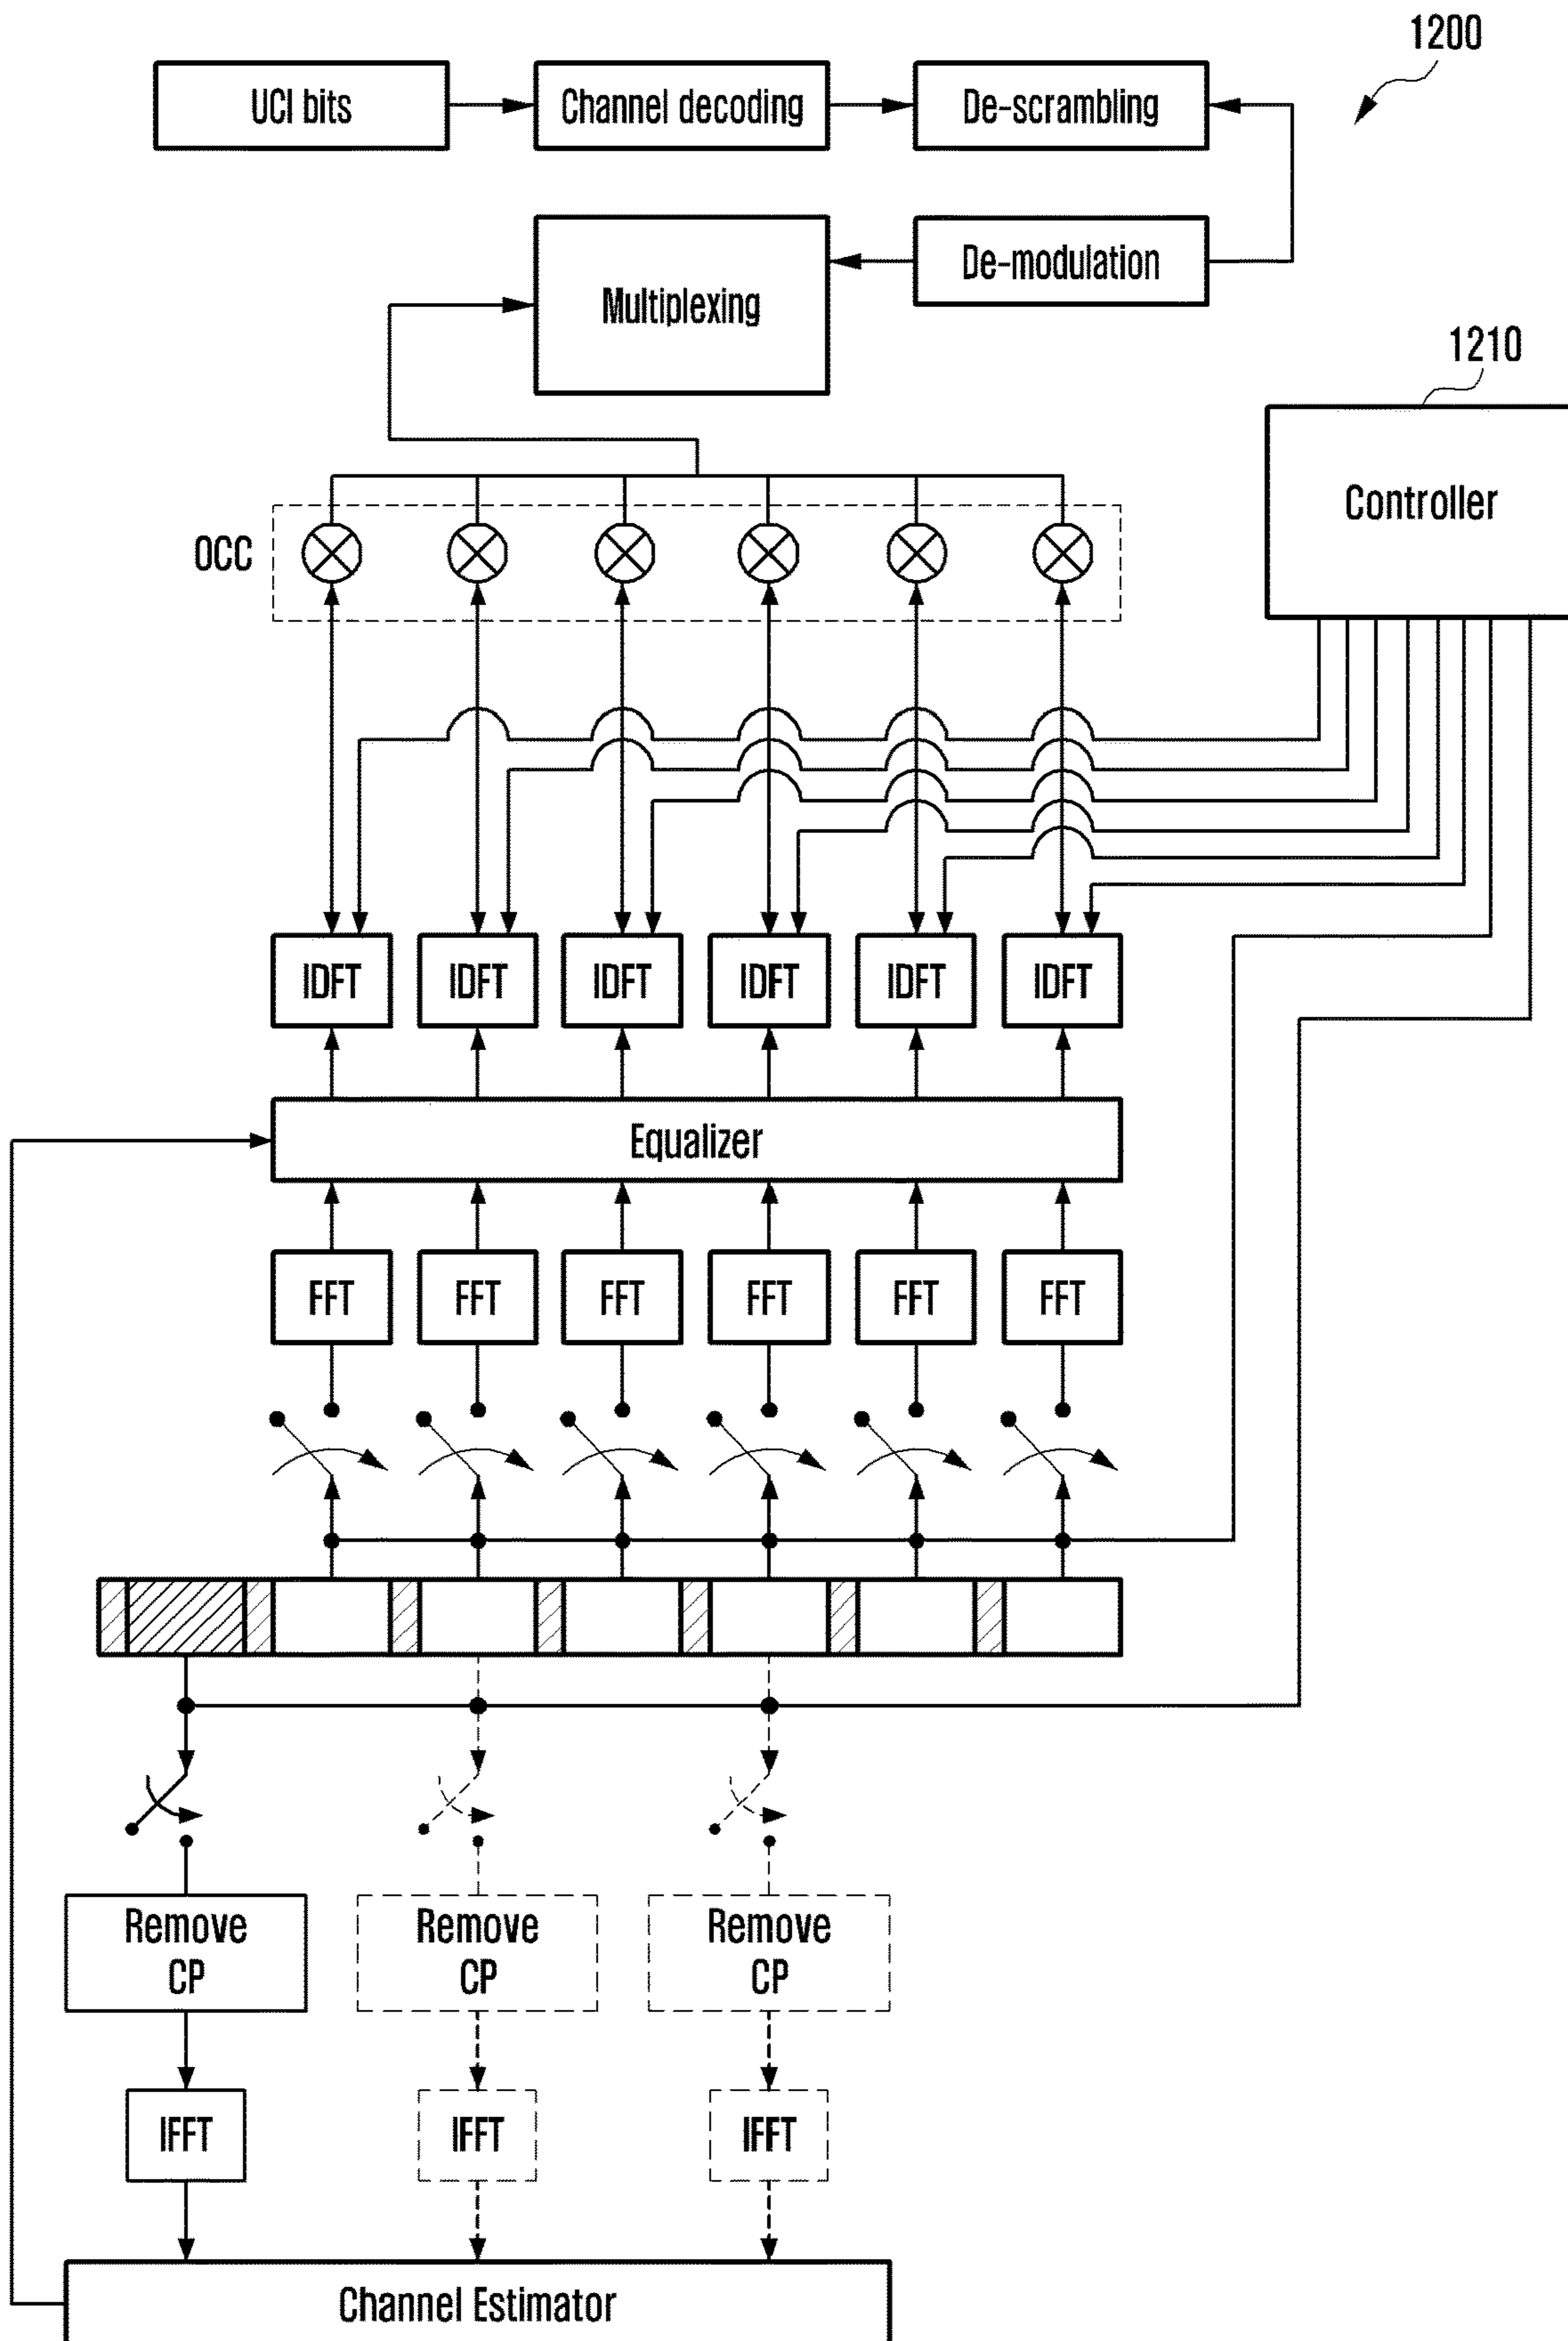 1200
UCI bits
Channel decoding
De-scrambling
Multiplexing
De-modulation
1210
Controller
OCC
IDFT
IDFT
IDFT
IDFT
IDFT
IDFT
Equalizer
FFT
FFT
FFT
FFT
FFT
FFT
Remove
CP
Remove
CP
Remove
CP
IFFT
IFFT
IFFT
Channel Estimator